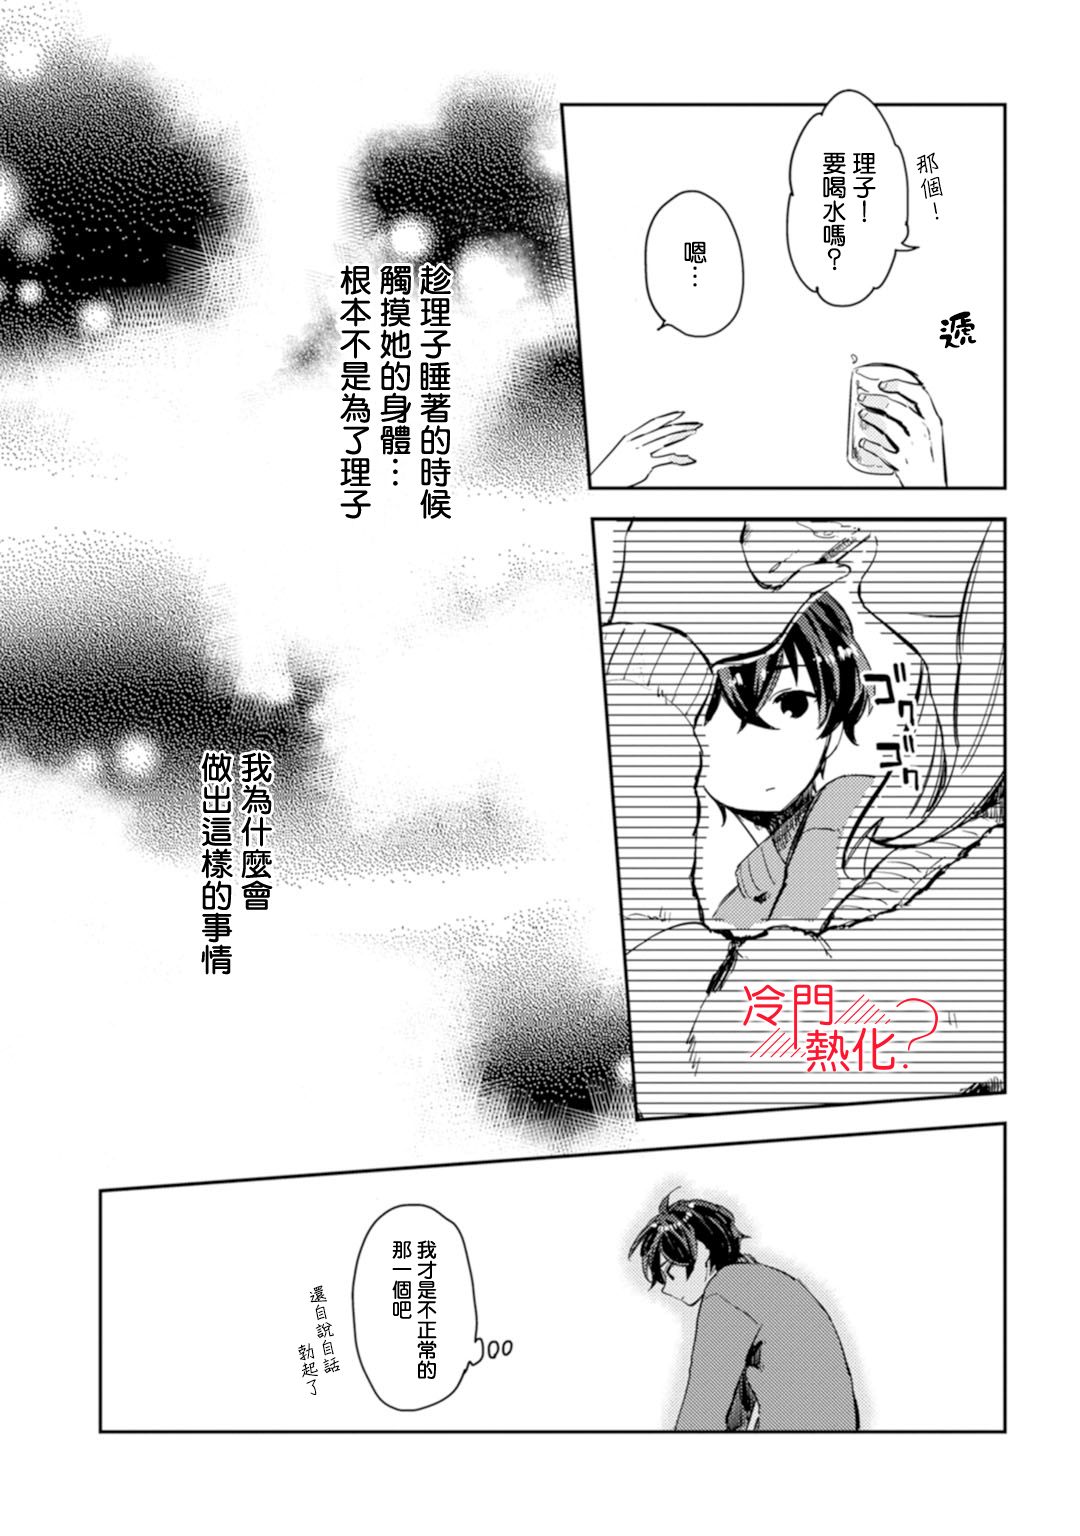 那個！
理子！
要喝水嗎？
嗯…
遞
ゴク
ゴク
趁理子睡著的時候
觸摸她的身體…
根本不是為了理子
我為什麼會
做出這樣的事情
冷門
熱化？
我才是不正常的
那一個吧
還自說自話
勃起了